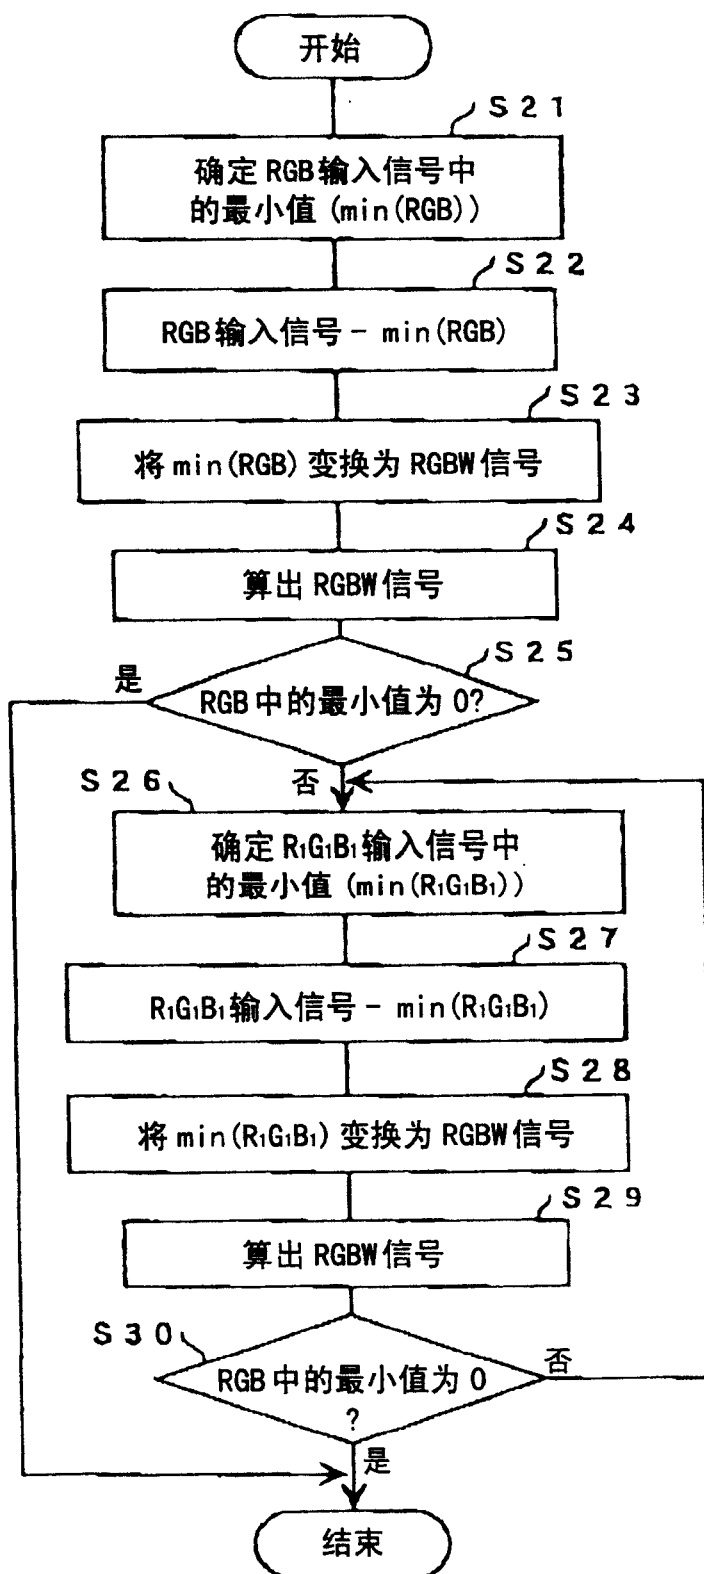 开始
S21
确定RGB输入信号中
的最小值(min(RGB))
S22
RGB输入信号- min(RGB)
S23
将min(RGB)变换为RGBW信号
S24
算出RGBW信号
S25
是
RGB中的最小值为0?
否
S26
确定R₁G₁B₁输入信号中
的最小值(min(R₁G₁B₁))
S27
R₁G₁B₁输入信号- min(R₁G₁B₁)
S28
将min(R₁G₁B₁)变换为RGBW信号
S29
算出RGBW信号
S30
RGB中的最小值为0
?
否
是
结束